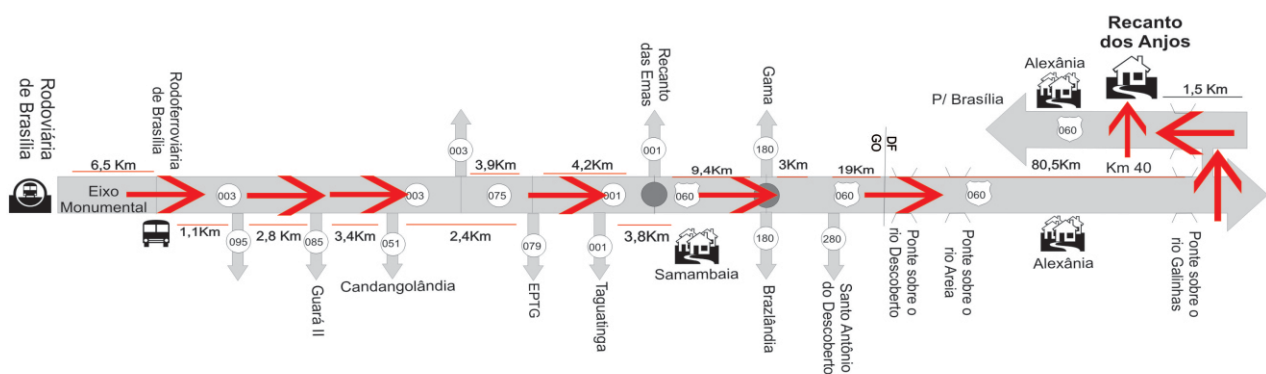 Rodoviária
de Brasília
6,5 Km
Eixo
Monumental
Rodoferroviária
de Brasília
1,1Km
003
095
2,8 Km
085
Guará II
3,4Km
003
051
Candangolândia
2,4Km
003
3,9Km
075
079
EPTG
4,2Km
001
001
Taguatinga
3,8Km
Recanto
das Emas
001
060
Samambaia
9,4Km
Gama
180
180
Brazlândia
3Km
280
Santo Antônio
do Descoberto
19Km
060
DF
GO
Ponte sobre o
rio Descoberto
Ponte sobre o
rio Areia
060
80,5Km
Km 40
Alexânia
Ponte sobre o
rio Galinhas
1,5 Km
Recanto
dos Anjos
Alexânia
060
P/ Brasília